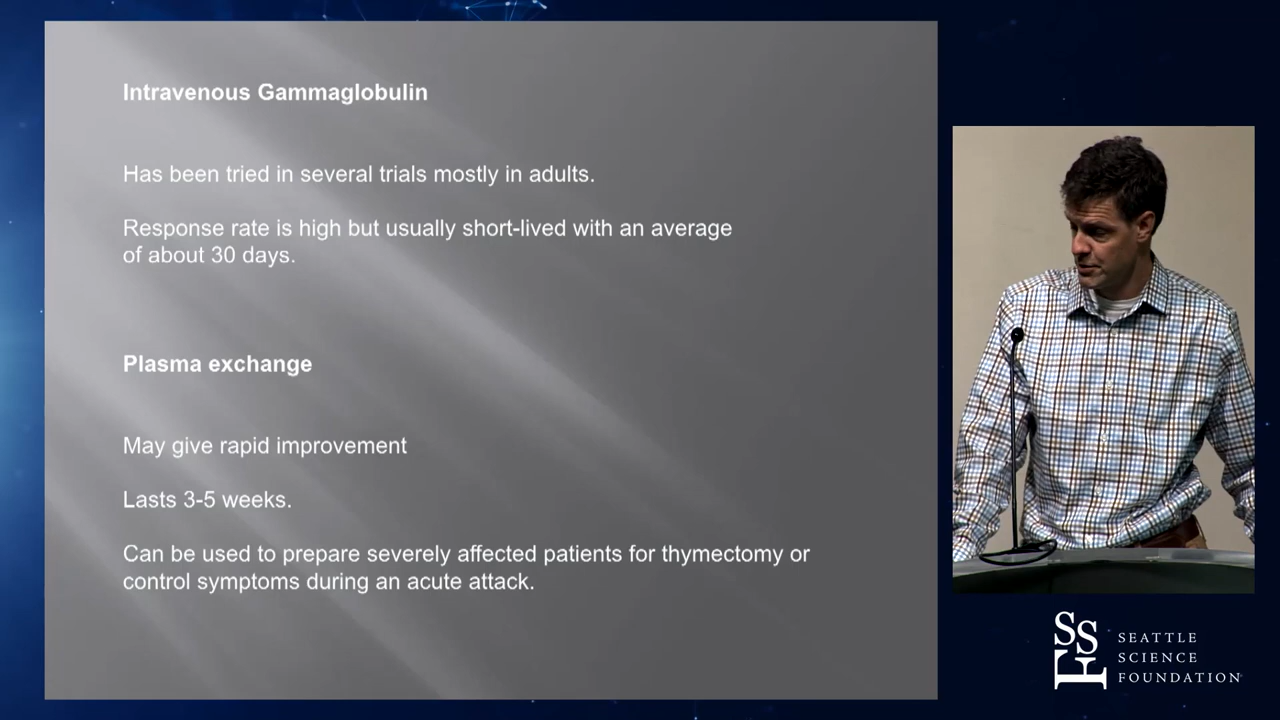 Intravenous Gammaglobulin
Has been tried in several trials mostly in adults.
Response rate is high but usually short-lived with an average
of about 30 days.
Plasma exchange
May give rapid improvement
Lasts 3-5 weeks.
Can be used to prepare severely affected patients for thymectomy or
control symptoms during an acute attack.
SSF
SEATTLE
SCIENCE
FOUNDATION